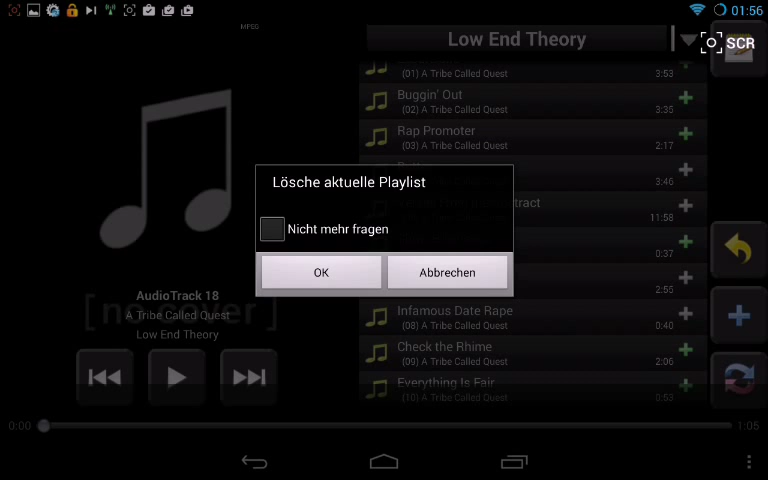 01:56
MPEG
Low End Theory
SCR
(01) A Tribe Called Quest
3:53
Buggin' Out
(02) A Tribe Called Quest
3:35
Rap Promoter
(03) A Tribe Called Quest
2:17
3:46
Lösche aktuelle Playlist
11:58
Nicht mehr fragen
0:37
OK
Abbrechen
2:55
AudioTrack 18
[ no cover ]
A Tribe Called Quest
Low End Theory
Infamous Date Rape
(08) A Tribe Called Quest
0:40
Check the Rhime
(09) A Tribe Called Quest
2:06
Everything Is Fair
(10) A Tribe Called Quest
0:53
0:00
1:05